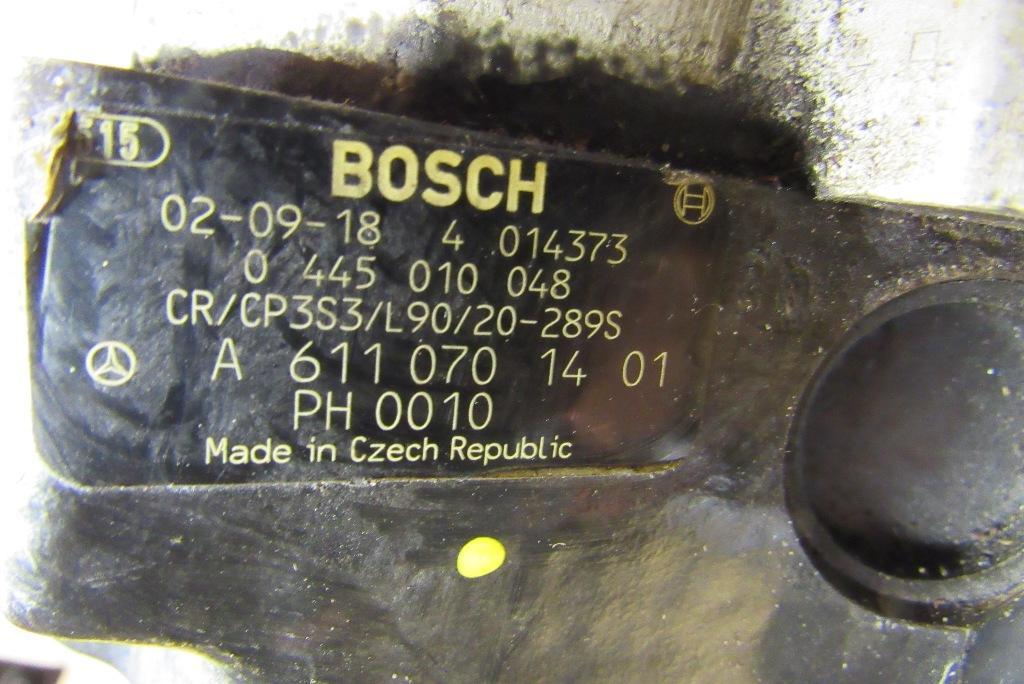 15
BOSCH
02-09-18 4 014373
0 445 010 048
CR/CP3S3/L90/20-289S
A 611 070 14 01
PH 0010
Made in Czech Republic